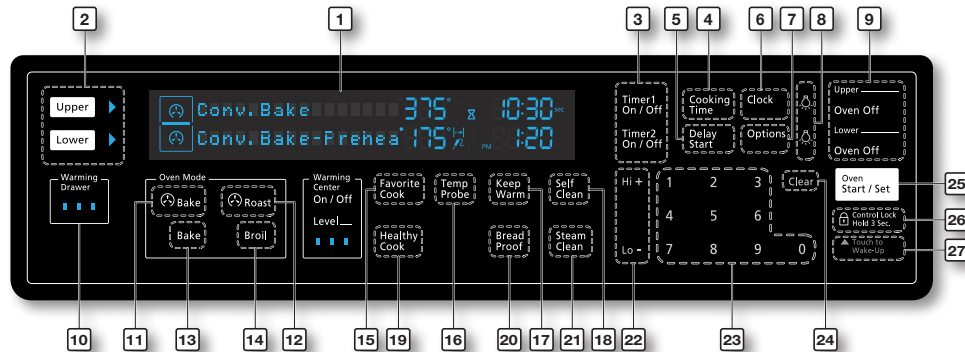 2 1 3 5 4 6 7 8 9
Upper
Lower
Conv.Bake 375° 10:30 sec
Conv.Bake-Prehea 175° PM 1:20
Timer1
On / Off
Timer2
On / Off
Cooking
Time
Clock
Delay
Start
Options
Upper
Oven Off
Lower
Oven Off
Warming
Drawer
Oven Mode
Bake
Roast
Bake
Broil
Warming
Center
On / Off
Level
Favorite
Cook
Temp
Probe
Keep
Warm
Self
Clean
Healthy
Cook
Bread
Proof
Steam
Clean
Hi +
Lo -
1 2 3
4 5 6
7 8 9 0
Clear
Oven
Start / Set
Control Lock
Hold 3 Sec.
Touch to
Wake-Up
25
26
27
10 11 13 14 12 15 19 16 20 17 21 18 22 23 24